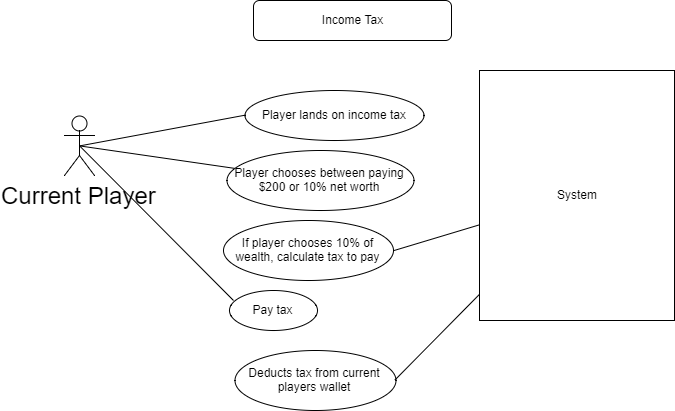 Income Tax
Player lands on income tax
Player chooses between paying
$200 or 10% net worth
System
Current Player
If player chooses 10% of
wealth, calculate tax to pay
Pay tax
Deducts tax from current
players wallet